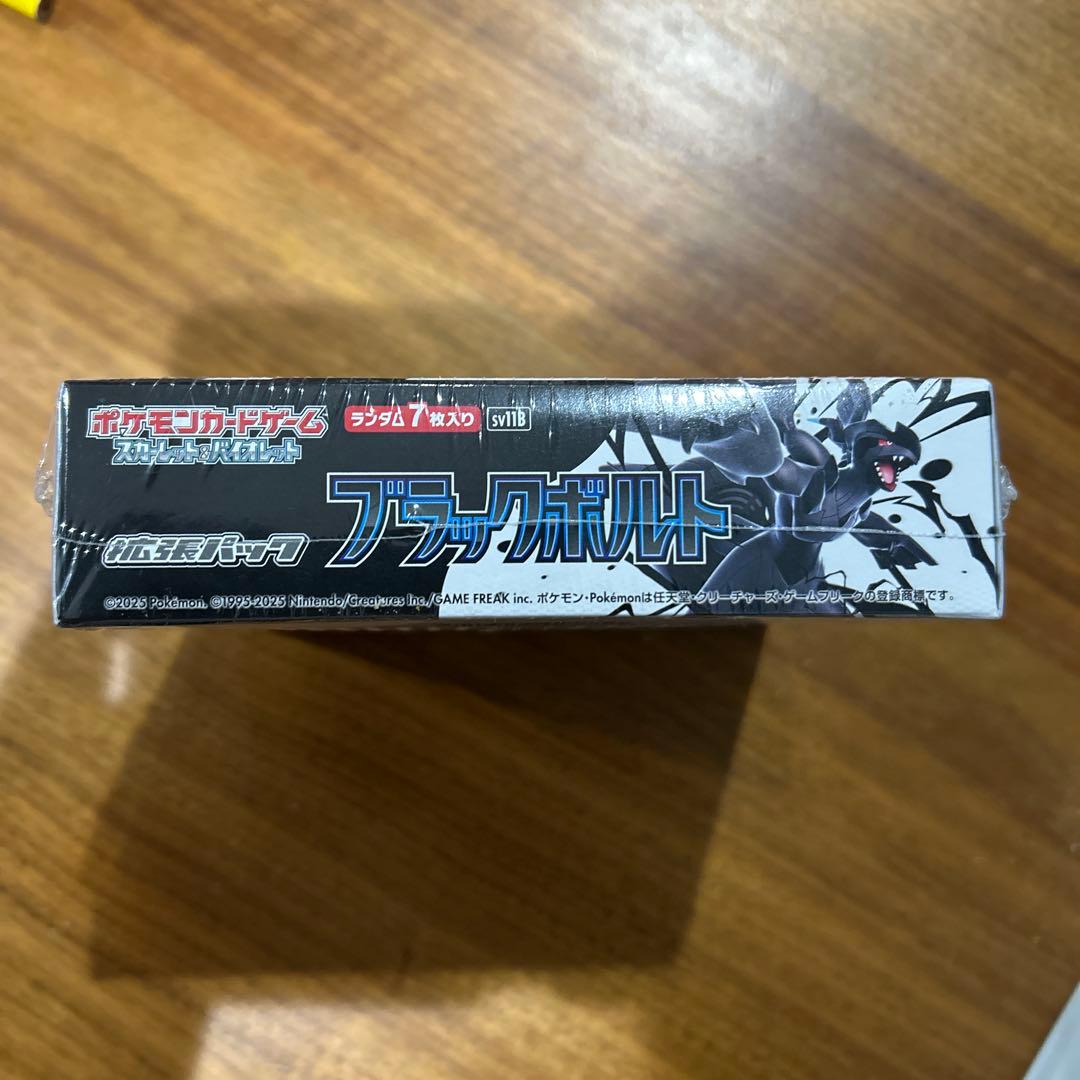 ポケモンカードゲーム
スカーレット&バイオレット
ランダム7枚入り
sv11B
拡張パック
ブラックボルト
©2025 Pokémon. ©1995-2025 Nintendo/Creatures Inc./GAME FREAK inc. ポケモン・Pokémonは任天堂・クリーチャーズ・ゲームフリークの登録商標です。